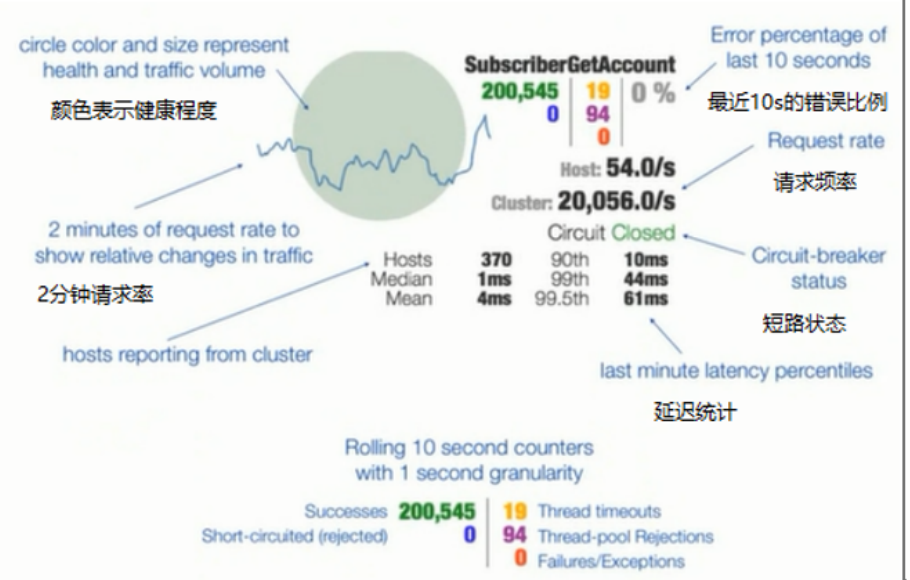 circle color and size represent
health and traffic volume
颜色表示健康程度
2 minutes of request rate to
show relative changes in traffic
2分钟请求率
hosts reporting from cluster
SubscriberGetAccount
200,545 19 0 %
0 94
0
Host: 54.0/s
Cluster: 20,056.0/s
Circuit Closed
Hosts 370 90th 10ms
Median 1ms 99th 44ms
Mean 4ms 99.5th 61ms
Error percentage of
last 10 seconds
最近10s的错误比例
Request rate
请求频率
Circuit-breaker
status
短路状态
last minute latency percentiles
延迟统计
Rolling 10 second counters
with 1 second granularity
Successes 200,545 19 Thread timeouts
Short-circuited (rejected) 0 94 Thread-pool Rejections
0 Failures/Exceptions